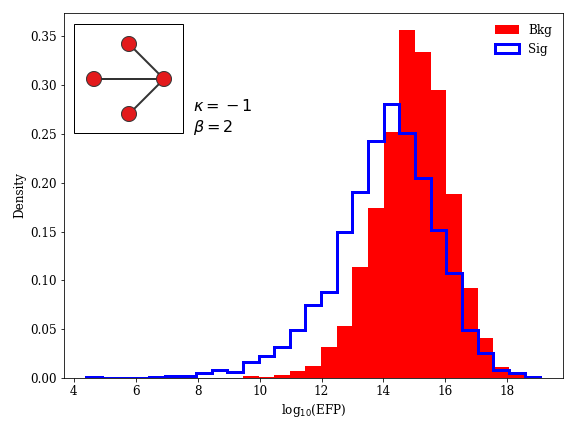 Bkg
Sig
κ = −1
β = 2
Density
0.35
0.30
0.25
0.20
0.15
0.10
0.05
0.00
4 6 8 10 12 14 16 18
log₁₀(EFP)